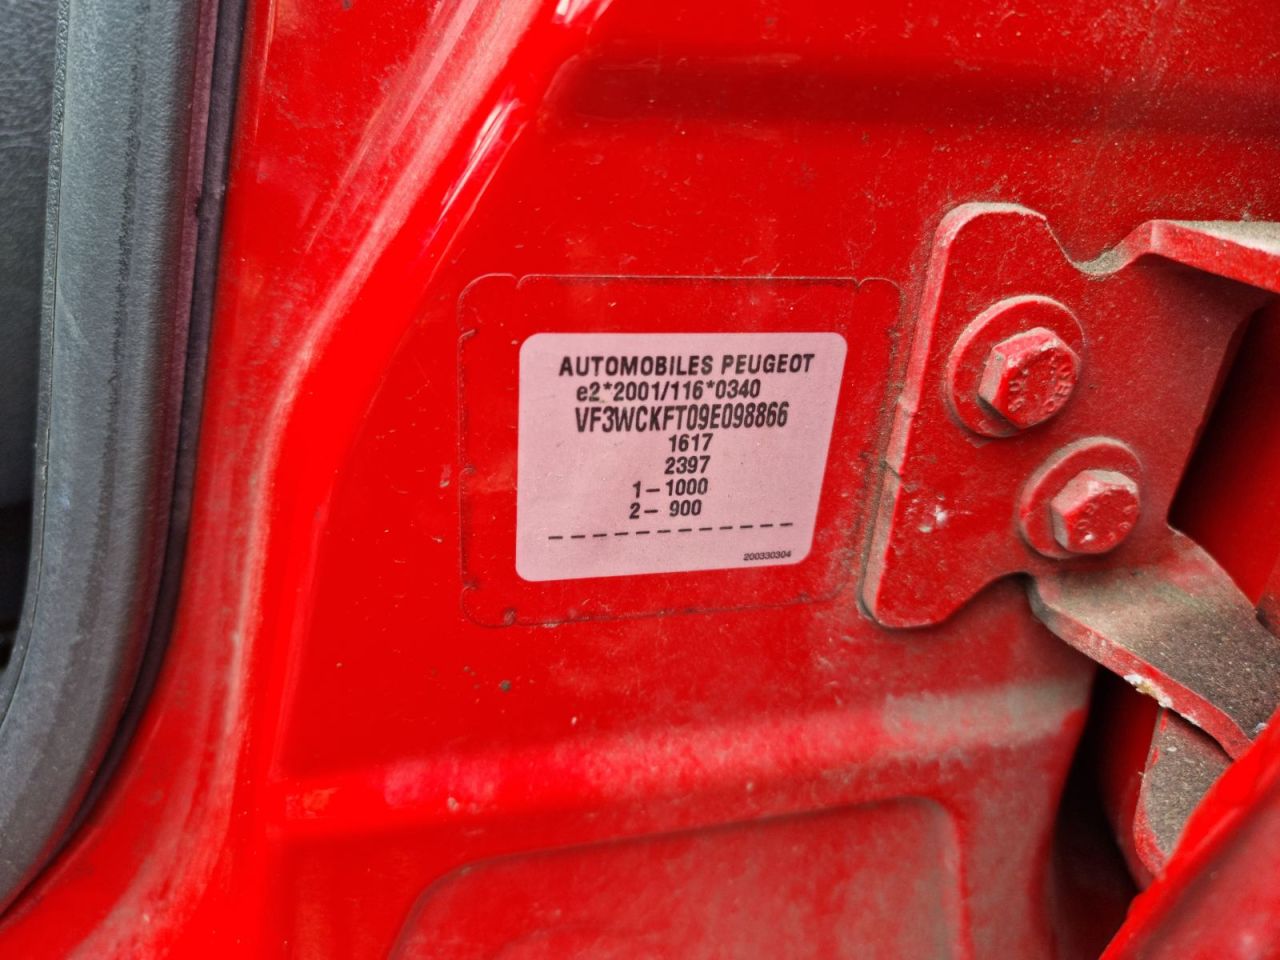 AUTOMOBILES PEUGEOT
e2*2001/116*0340
VF3WCKFT09E098866
1617
2397
1 – 1000
2 – 900
200330304